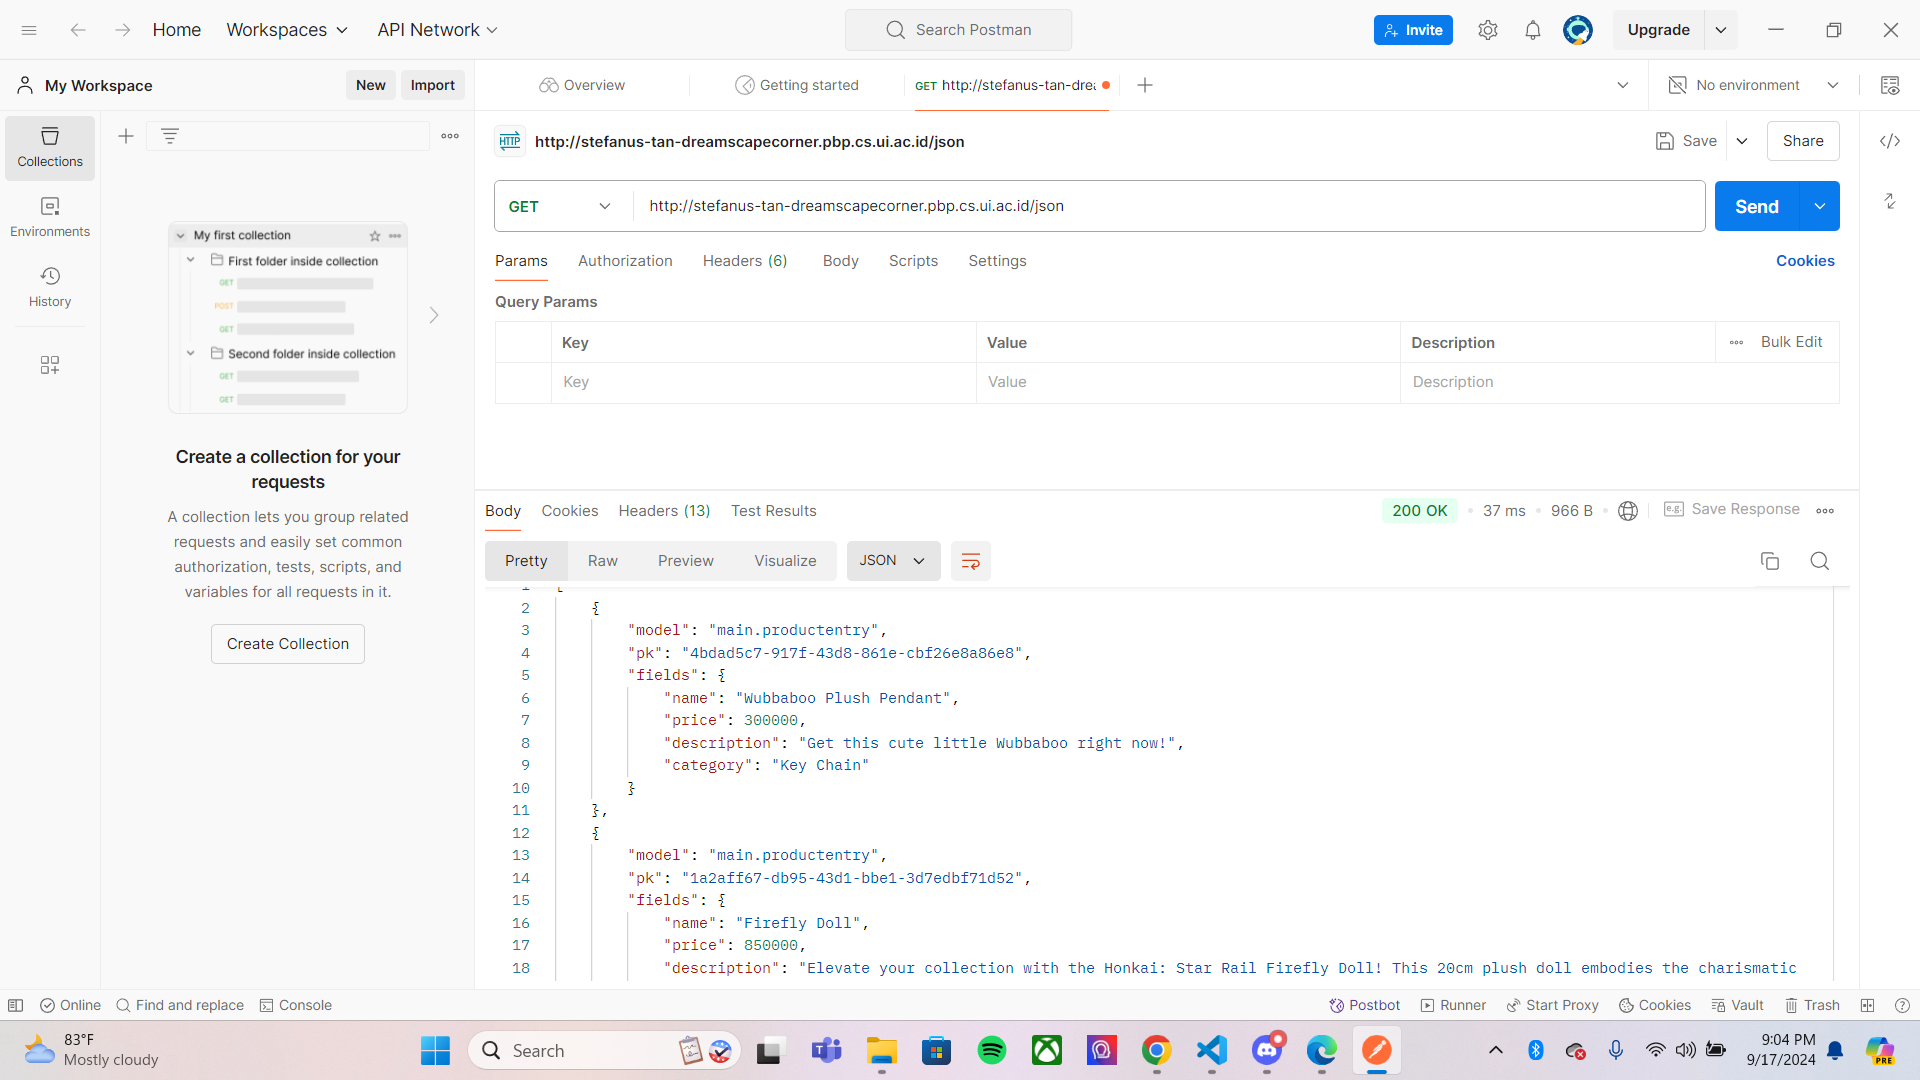 Home
Workspaces
API Network
Search Postman
Invite
Upgrade
My Workspace
New
Import
Overview
Getting started
GET http://stefanus-tan-drea
No environment
Collections
Environments
History
My first collection
First folder inside collection
GET
POST
GET
Second folder inside collection
GET
GET
Create a collection for your
requests
A collection lets you group related
requests and easily set common
authorization, tests, scripts, and
variables for all requests in it.
Create Collection
HTTP
http://stefanus-tan-dreamscapecorner.pbp.cs.ui.ac.id/json
Save
Share
GET
http://stefanus-tan-dreamscapecorner.pbp.cs.ui.ac.id/json
Send
Params
Authorization
Headers (6)
Body
Scripts
Settings
Cookies
Query Params
Key
Value
Description
Bulk Edit
Key
Value
Description
Body
Cookies
Headers (13)
Test Results
200 OK
37 ms
966 B
e.g.
Save Response
Pretty
Raw
Preview
Visualize
JSON
1 [
2 {
3 "model": "main.productentry",
4 "pk": "4bdad5c7-917f-43d8-861e-cbf26e8a86e8",
5 "fields": {
6 "name": "Wubbaboo Plush Pendant",
7 "price": 300000,
8 "description": "Get this cute little Wubbaboo right now!",
9 "category": "Key Chain"
10 }
11 },
12 {
13 "model": "main.productentry",
14 "pk": "1a2aff67-db95-43d1-bbe1-3d7edbf71d52",
15 "fields": {
16 "name": "Firefly Doll",
17 "price": 850000,
18 "description": "Elevate your collection with the Honkai: Star Rail Firefly Doll! This 20cm plush doll embodies the charismatic
Online
Find and replace
Console
Postbot
Runner
Start Proxy
Cookies
Vault
Trash
83°F
Mostly cloudy
Search
9:04 PM
9/17/2024
PRE